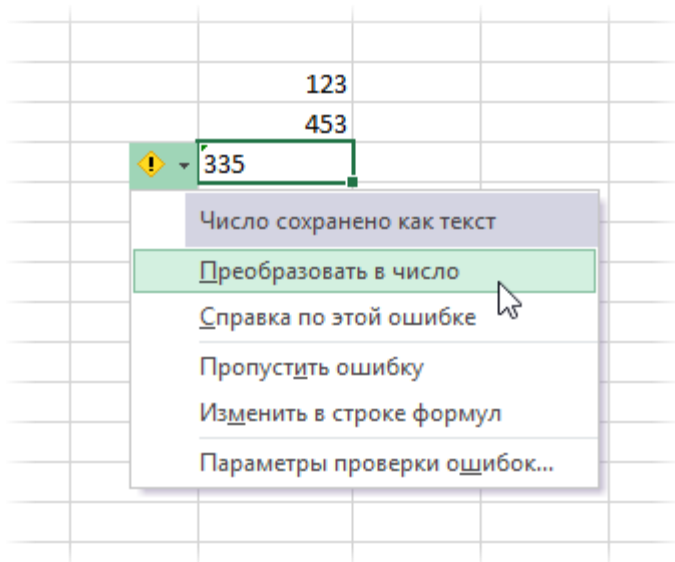 123
453
335
Число сохранено как текст
Преобразовать в число
Справка по этой ошибке
Пропустить ошибку
Изменить в строке формул
Параметры проверки ошибок...